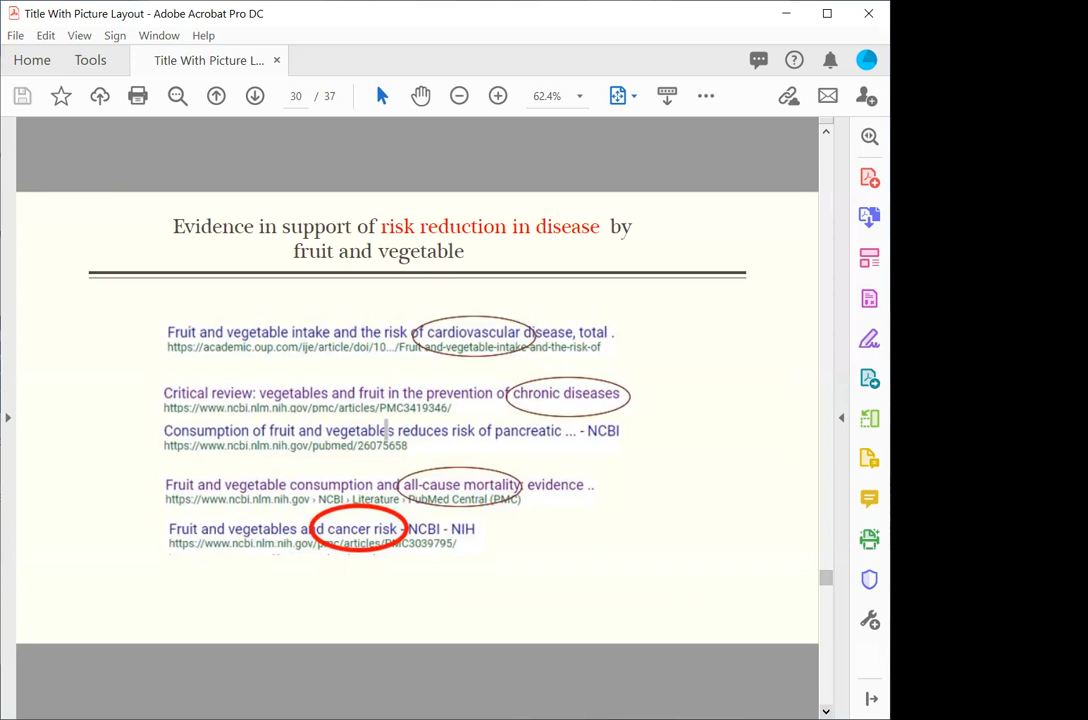 Title With Picture Layout - Adobe Acrobat Pro DC
File Edit View Sign Window Help
Home Tools Title With Picture L... ×
30 / 37 62.4%
Evidence in support of risk reduction in disease by
fruit and vegetable
Fruit and vegetable intake and the risk of cardiovascular disease, total .
https://academic.oup.com/ije/article/doi/10.../Fruit-and-vegetable-intake-and-the-risk-of
Critical review: vegetables and fruit in the prevention of chronic diseases
https://www.ncbi.nlm.nih.gov/pmc/articles/PMC3419346/
Consumption of fruit and vegetables reduces risk of pancreatic ... - NCBI
https://www.ncbi.nlm.nih.gov/pubmed/26075658
Fruit and vegetable consumption and all-cause mortality: evidence ..
https://www.ncbi.nlm.nih.gov › NCBI › Literature › PubMed Central (PMC)
Fruit and vegetables and cancer risk - NCBI - NIH
https://www.ncbi.nlm.nih.gov/pmc/articles/PMC3039795/